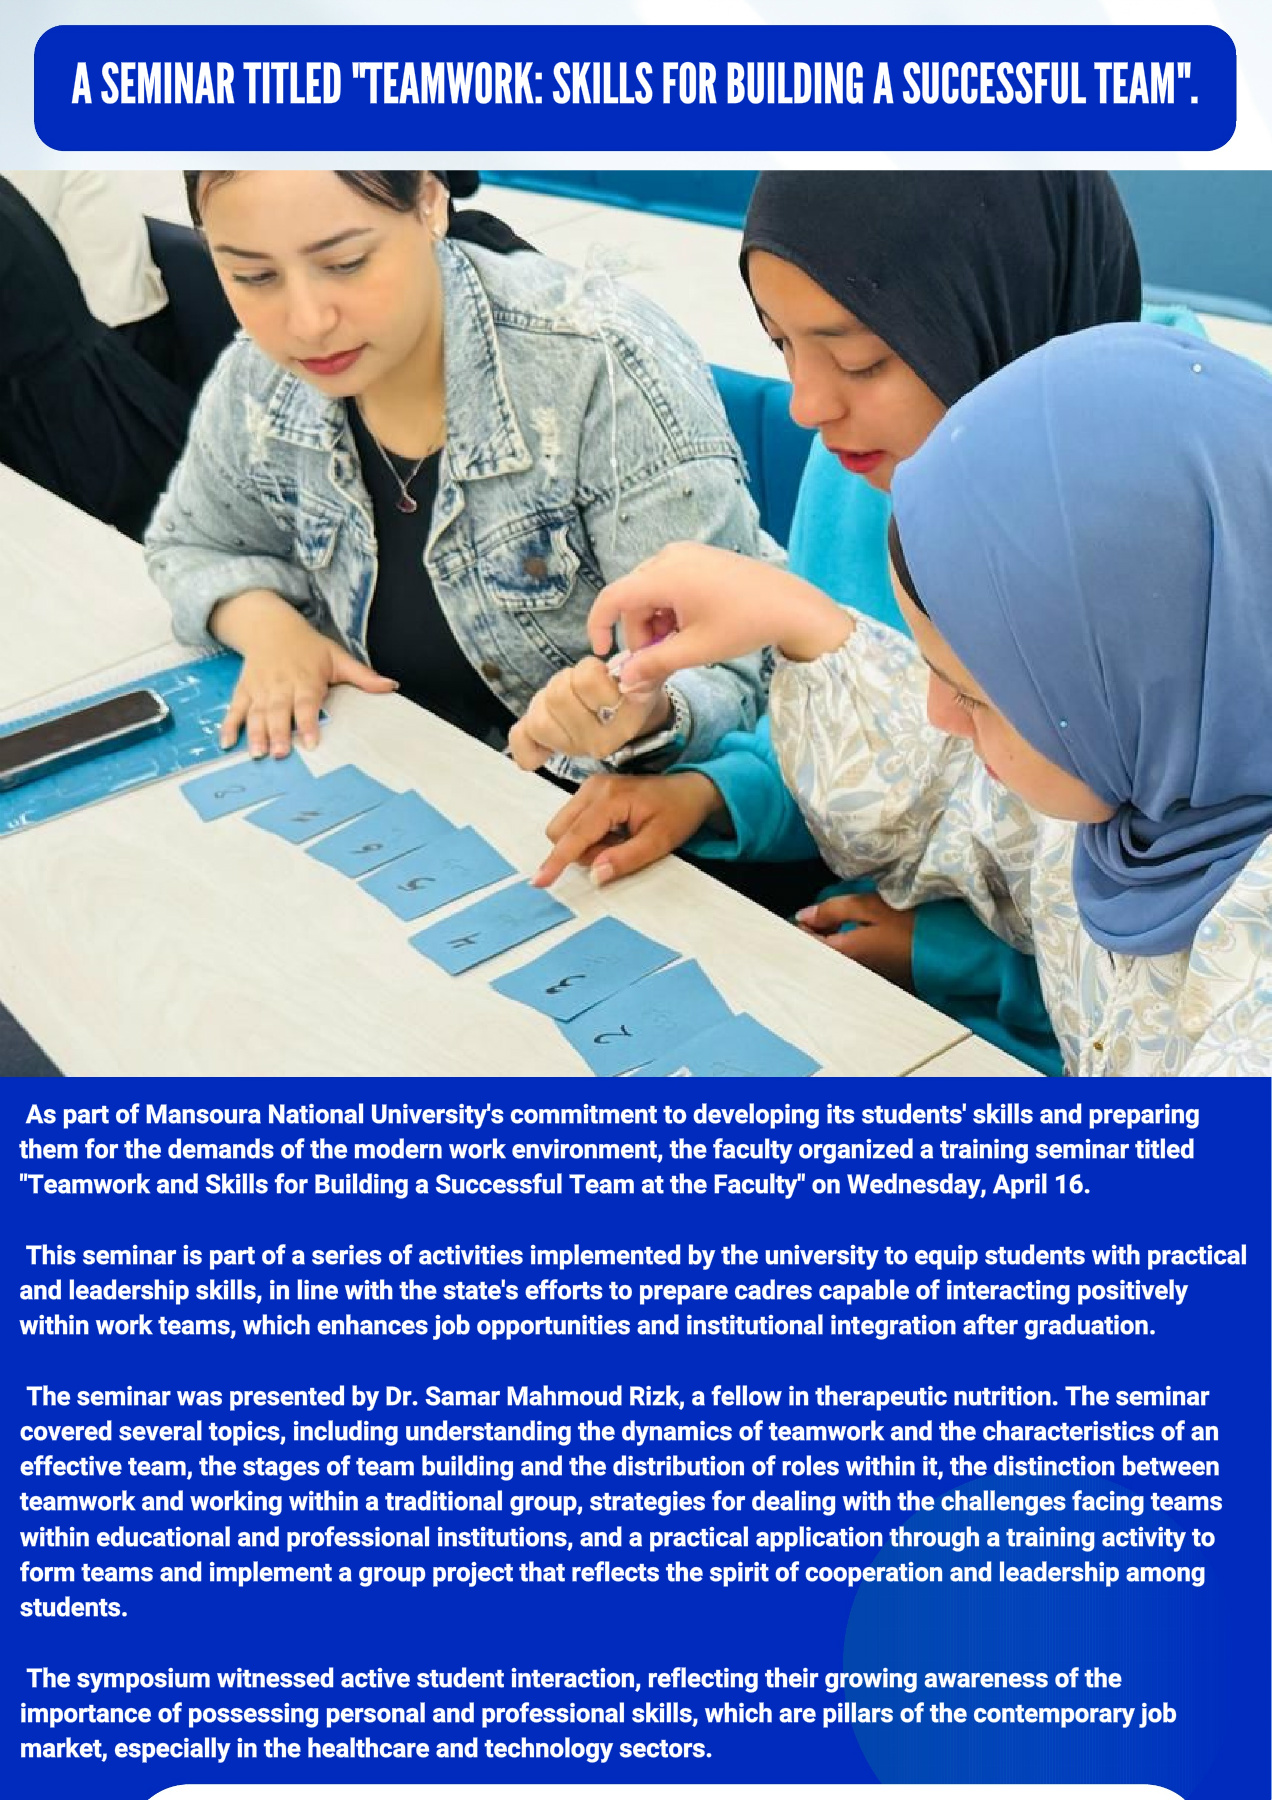 A SEMINAR TITLED "TEAMWORK: SKILLS FOR BUILDING A SUCCESSFUL TEAM".
6
5
4
3
2
As part of Mansoura National University's commitment to developing its students' skills and preparing
them for the demands of the modern work environment, the faculty organized a training seminar titled
"Teamwork and Skills for Building a Successful Team at the Faculty" on Wednesday, April 16.
This seminar is part of a series of activities implemented by the university to equip students with practical
and leadership skills, in line with the state's efforts to prepare cadres capable of interacting positively
within work teams, which enhances job opportunities and institutional integration after graduation.
The seminar was presented by Dr. Samar Mahmoud Rizk, a fellow in therapeutic nutrition. The seminar
covered several topics, including understanding the dynamics of teamwork and the characteristics of an
effective team, the stages of team building and the distribution of roles within it, the distinction between
teamwork and working within a traditional group, strategies for dealing with the challenges facing teams
within educational and professional institutions, and a practical application through a training activity to
form teams and implement a group project that reflects the spirit of cooperation and leadership among
students.
The symposium witnessed active student interaction, reflecting their growing awareness of the
importance of possessing personal and professional skills, which are pillars of the contemporary job
market, especially in the healthcare and technology sectors.